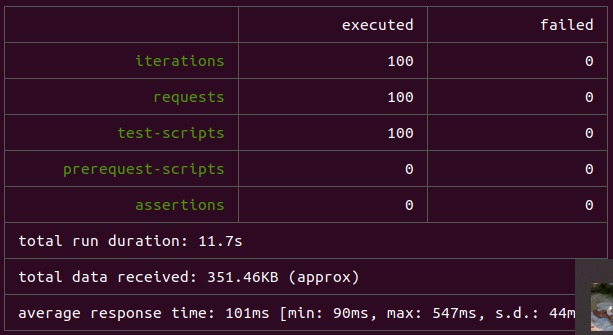 executed failed
iterations 100 0
requests 100 0
test-scripts 100 0
prerequest-scripts 0 0
assertions 0 0
total run duration: 11.7s
total data received: 351.46KB (approx)
average response time: 101ms [min: 90ms, max: 547ms, s.d.: